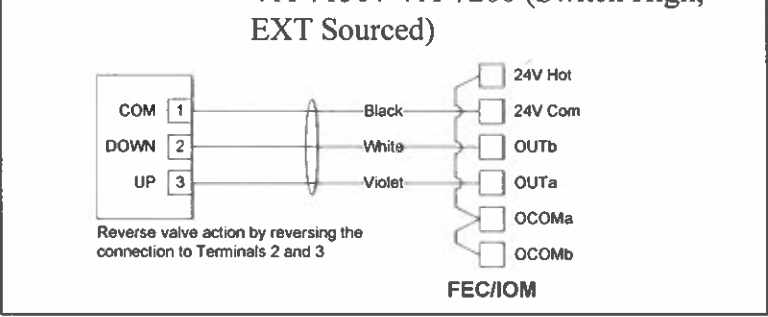 EXT Sourced)
24V Hot
COM 1 Black 24V Com
DOWN 2 White OUTb
UP 3 Violet OUTa
OCOMa
Reverse valve action by reversing the
connection to Terminals 2 and 3
OCOMb
FEC/IOM